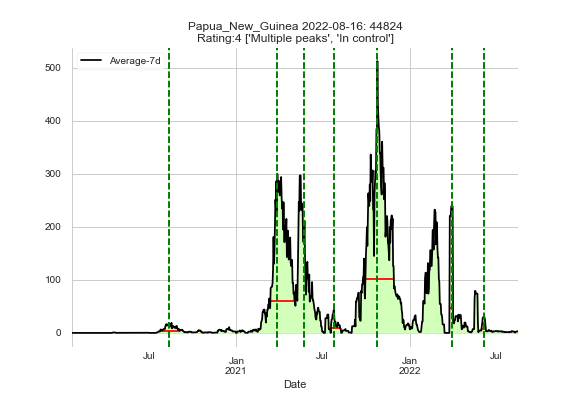 Papua_New_Guinea 2022-08-16: 44824
Rating:4 ['Multiple peaks', 'In control']
Average-7d
500
400
300
200
100
0
Jul
Jan
2021
Jul
Jan
2022
Jul
Date